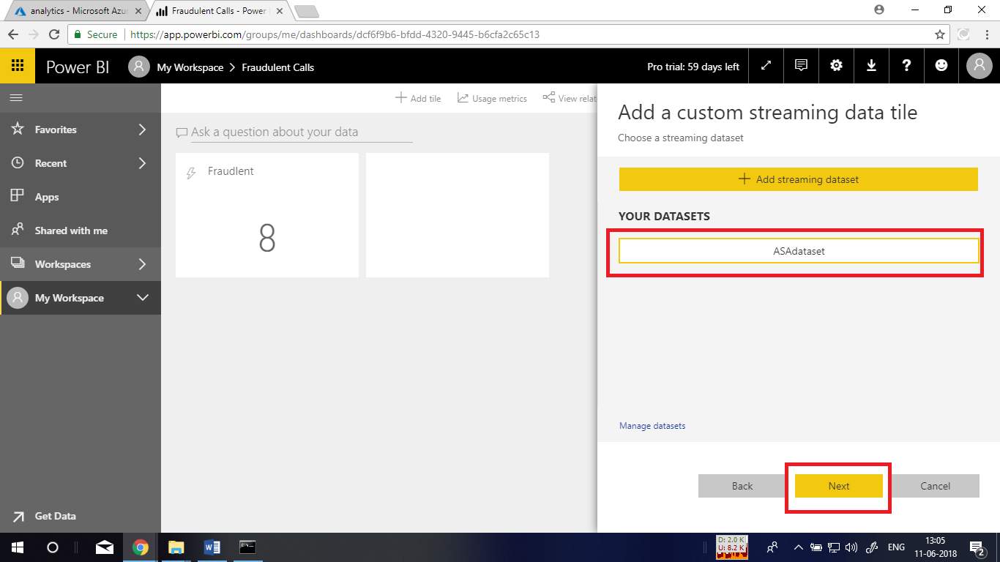 analytics - Microsoft Azu
Fraudulent Calls - Power
Secure
https://app.powerbi.com/groups/me/dashboards/dcf6f9b6-bfdd-4320-9445-b6cfa2c65c13
Power BI
My Workspace > Fraudulent Calls
Pro trial: 59 days left
Favorites
Recent
Apps
Shared with me
Workspaces
My Workspace
Get Data
Add tile
Usage metrics
View relat
Ask a question about your data
Fraudlent
8
Add a custom streaming data tile
Choose a streaming dataset
Add streaming dataset
YOUR DATASETS
ASAdataset
Manage datasets
Back
Next
Cancel
D: 2.0 K
U: 8.2 K
ENG
13:05
11-06-2018
2